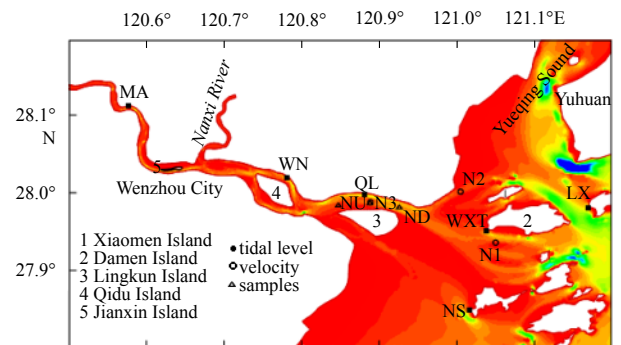 120.6° 120.7° 120.8° 120.9° 121.0° 121.1°E
28.1°
N
28.0°
27.9°
MA
Nanxi River
Yueqing Sound
Yuhuan
5
Wenzhou City
WN
4
QL
NU N3
3
ND
N2
LX
WXT 2
N1
NS
1 Xiaomen Island
2 Damen Island
3 Lingkun Island
4 Qidu Island
5 Jianxin Island
tidal level
velocity
samples